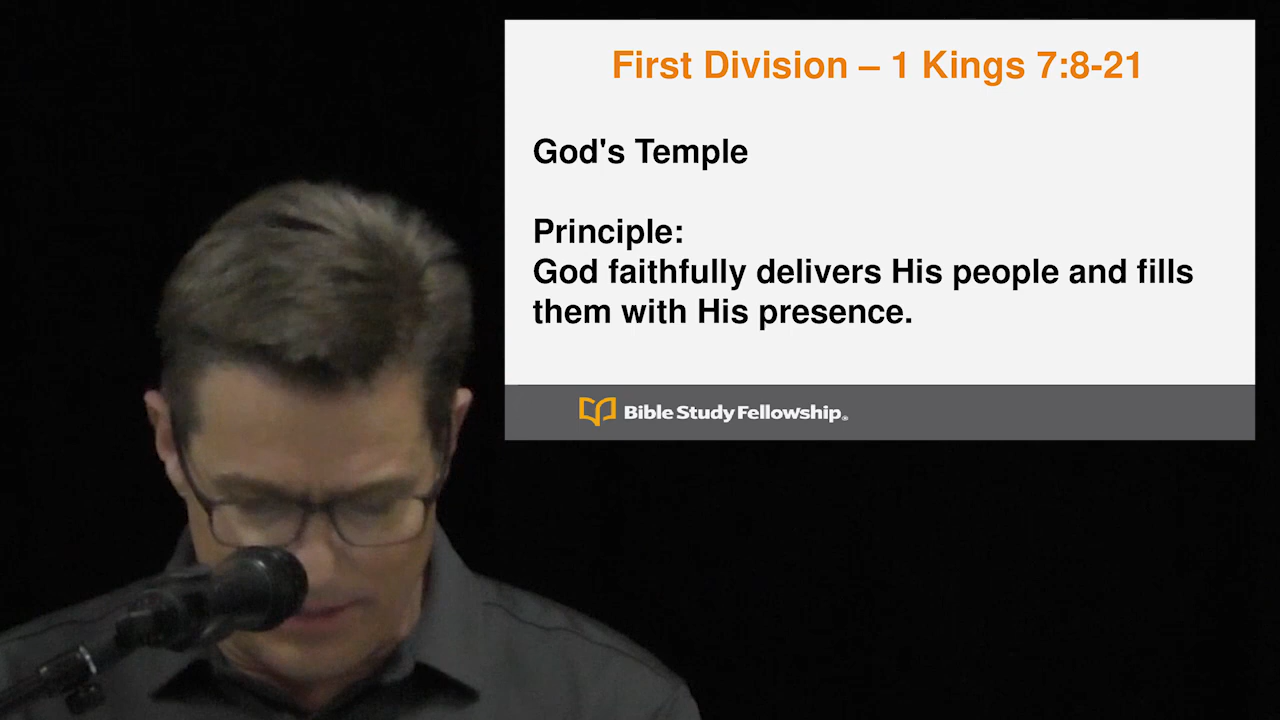 First Division – 1 Kings 7:8-21
God's Temple
Principle:
God faithfully delivers His people and fills
them with His presence.
Bible Study Fellowship®